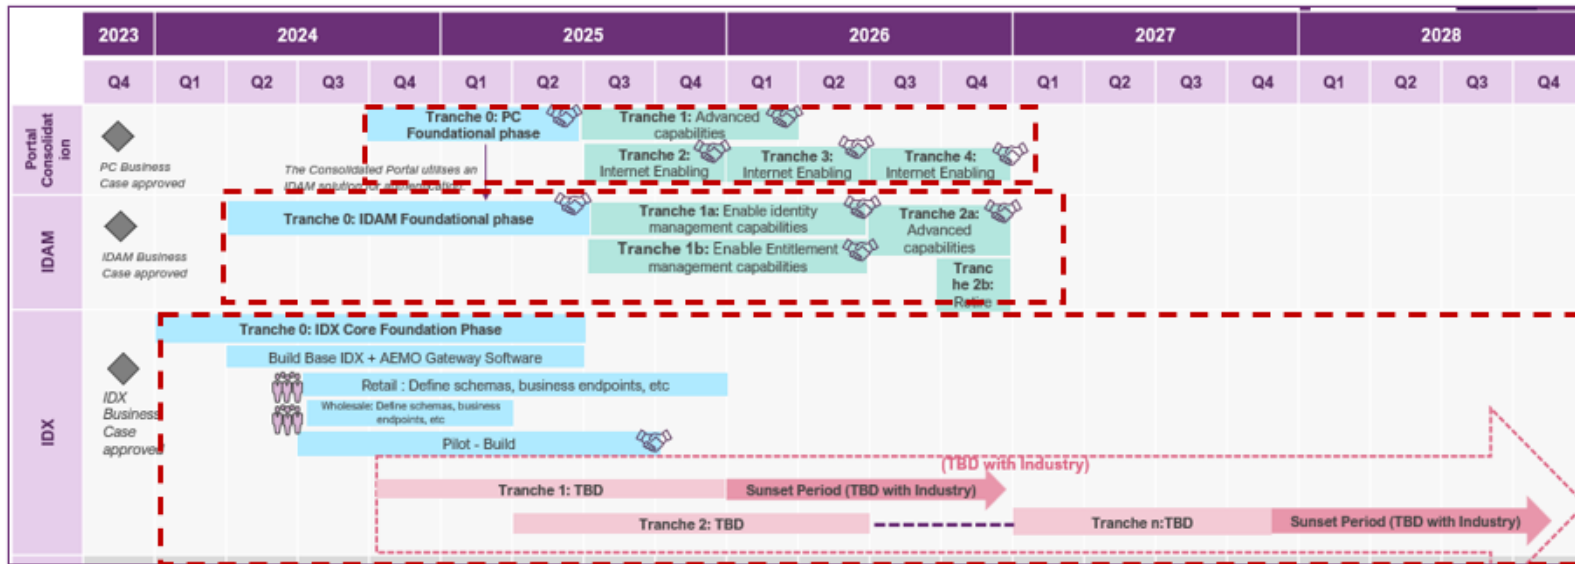 2023 2024 2025 2026 2027 2028
Q4 Q1 Q2 Q3 Q4 Q1 Q2 Q3 Q4 Q1 Q2 Q3 Q4 Q1 Q2 Q3 Q4 Q1 Q2 Q3 Q4
Portal
Consolidat
ion
PC Business
Case approved
Tranche 0: PC
Foundational phase
Tranche 1: Advanced
capabilities
The Consolidated Portal utilises an
IDAM solution for authentication.
Tranche 2:
Internet Enabling
Tranche 3:
Internet Enabling
Tranche 4:
Internet Enabling
IDAM
IDAM Business
Case approved
Tranche 0: IDAM Foundational phase
Tranche 1a: Enable identity
management capabilities
Tranche 1b: Enable Entitlement
management capabilities
Tranche 2a:
Advanced
capabilities
Tranc
he 2b:
Retire
IDX
IDX
Business
Case
approved
Tranche 0: IDX Core Foundation Phase
Build Base IDX + AEMO Gateway Software
Retail : Define schemas, business endpoints, etc
Wholesale: Define schemas, business
endpoints, etc
Pilot - Build
(TBD with Industry)
Tranche 1: TBD
Sunset Period (TBD with Industry)
Tranche 2: TBD
Tranche n:TBD
Sunset Period (TBD with Industry)